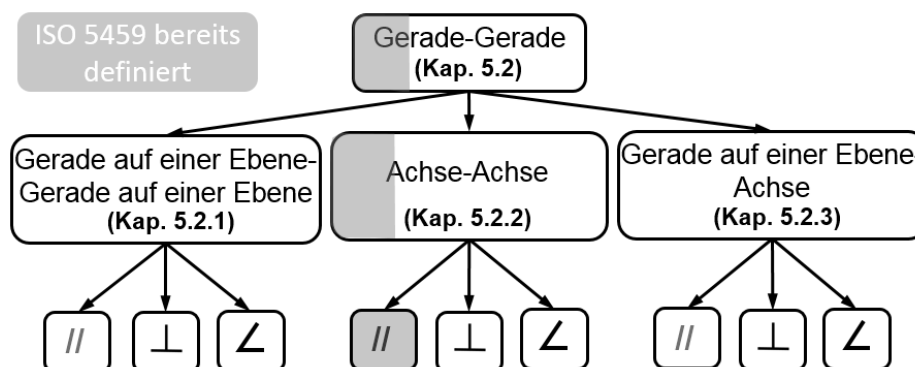 ISO 5459 bereits
definiert
Gerade-Gerade
(Kap. 5.2)
Gerade auf einer Ebene-
Gerade auf einer Ebene
(Kap. 5.2.1)
Achse-Achse
(Kap. 5.2.2)
Gerade auf einer Ebene-
Achse
(Kap. 5.2.3)
// ⊥ ∠ // ⊥ ∠ // ⊥ ∠